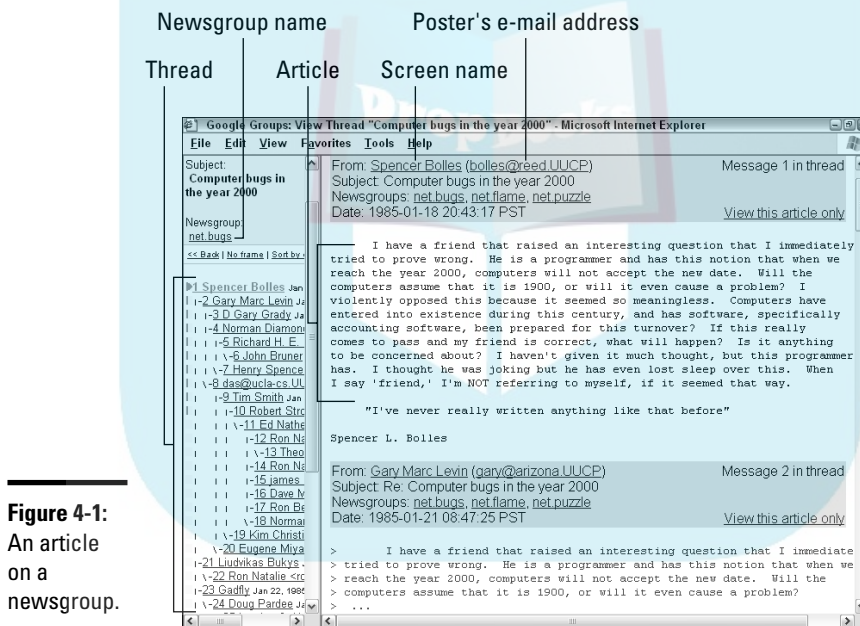 Newsgroup name
Poster's e-mail address
Thread
Article
Screen name
Google Groups: View Thread "Computer bugs in the year 2000" - Microsoft Internet Explorer
File Edit View Favorites Tools Help
Subject:
Computer bugs in
the year 2000
Newsgroup:
net.bugs
<< Back | No frame | Sort by
1 Spencer Bolles Jan
2 Gary Marc Levin Ja
3 D Gary Grady Ja
4 Norman Diamon
5 Richard H. E.
\-6 John Bruner
\-7 Henry Spence
\-8 das@ucla-cs.UU
9 Tim Smith Jan
10 Robert Stro
\-11 Ed Nathe
12 Ron Na
\-13 Theo
14 Ron Na
15 james
16 Dave M
17 Ron Be
\-18 Norman
\-19 Kim Christi
\-20 Eugene Miya
21 Liudvikas Bukys
\-22 Ron Natalie <ro
23 Gadfly Jan 22, 1985
\-24 Doug Pardee Ja
From: Spencer Bolles (bolles@reed.UUCP) Message 1 in thread
Subject: Computer bugs in the year 2000
Newsgroups: net.bugs, net.flame, net.puzzle
Date: 1985-01-18 20:43:17 PST View this article only
I have a friend that raised an interesting question that I immediately
tried to prove wrong. He is a programmer and has this notion that when we
reach the year 2000, computers will not accept the new date. Will the
computers assume that it is 1900, or will it even cause a problem? I
violently opposed this because it seemed so meaningless. Computers have
entered into existence during this century, and has software, specifically
accounting software, been prepared for this turnover? If this really
comes to pass and my friend is correct, what will happen? Is it anything
to be concerned about? I haven't given it much thought, but this programmer
has. I thought he was joking but he has even lost sleep over this. When
I say 'friend,' I'm NOT referring to myself, if it seemed that way.
"I've never really written anything like that before"
Spencer L. Bolles
From: Gary Marc Levin (gary@arizona.UUCP) Message 2 in thread
Subject: Re: Computer bugs in the year 2000
Newsgroups: net.bugs, net.flame, net.puzzle
Date: 1985-01-21 08:47:25 PST View this article only
> I have a friend that raised an interesting question that I immediate
> tried to prove wrong. He is a programmer and has this notion that when we
> reach the year 2000, computers will not accept the new date. Will the
> computers assume that it is 1900, or will it even cause a problem?
> ...
Figure 4-1:
An article
on a
newsgroup.